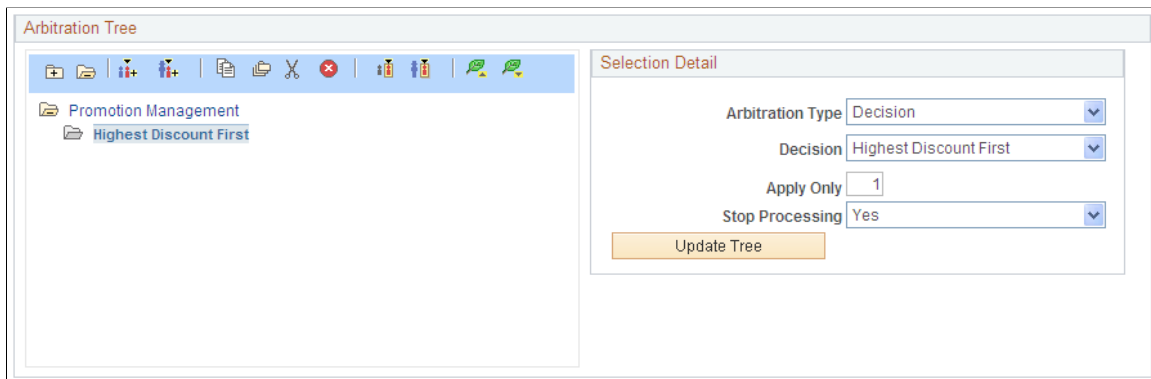 Arbitration Tree
Promotion Management
Highest Discount First
Selection Detail
Arbitration Type Decision
Decision Highest Discount First
Apply Only 1
Stop Processing Yes
Update Tree